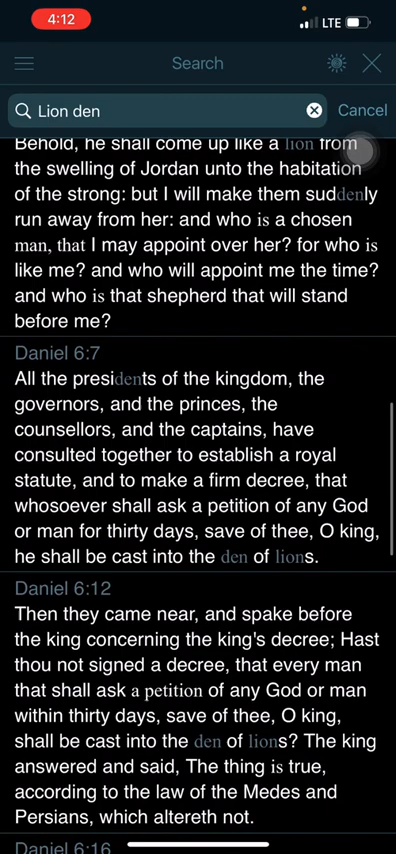 4:12
LTE
Search
Lion den
Cancel
Behold, he shall come up like a lion from
the swelling of Jordan unto the habitation
of the strong: but I will make them suddenly
run away from her: and who is a chosen
man, that I may appoint over her? for who is
like me? and who will appoint me the time?
and who is that shepherd that will stand
before me?
Daniel 6:7
All the presidents of the kingdom, the
governors, and the princes, the
counsellors, and the captains, have
consulted together to establish a royal
statute, and to make a firm decree, that
whosoever shall ask a petition of any God
or man for thirty days, save of thee, O king,
he shall be cast into the den of lions.
Daniel 6:12
Then they came near, and spake before
the king concerning the king's decree; Hast
thou not signed a decree, that every man
that shall ask a petition of any God or man
within thirty days, save of thee, O king,
shall be cast into the den of lions? The king
answered and said, The thing is true,
according to the law of the Medes and
Persians, which altereth not.
Daniel 6:16